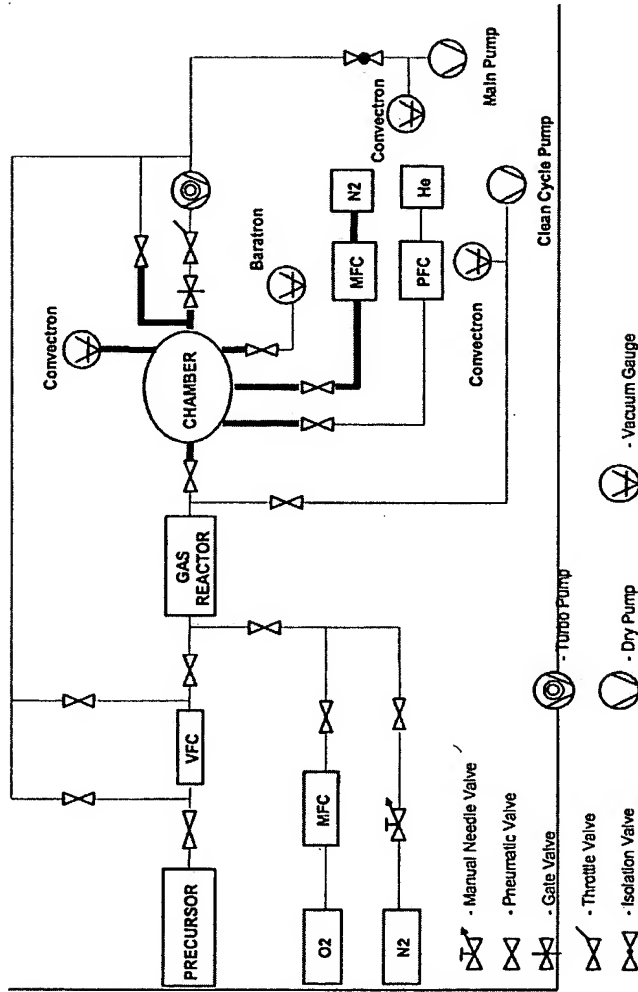 PRECURSOR
VFC
GAS
REACTOR
CHAMBER
Convectron
Baratron
O2
MFC
N2
MFC
N2
PFC
He
Convectron
Main Pump
Convectron
Clean Cycle Pump
- Manual Needle Valve
- Pneumatic Valve
- Gate Valve
- Throttle Valve
- Isolation Valve
- Turbo Pump
- Dry Pump
- Vacuum Gauge